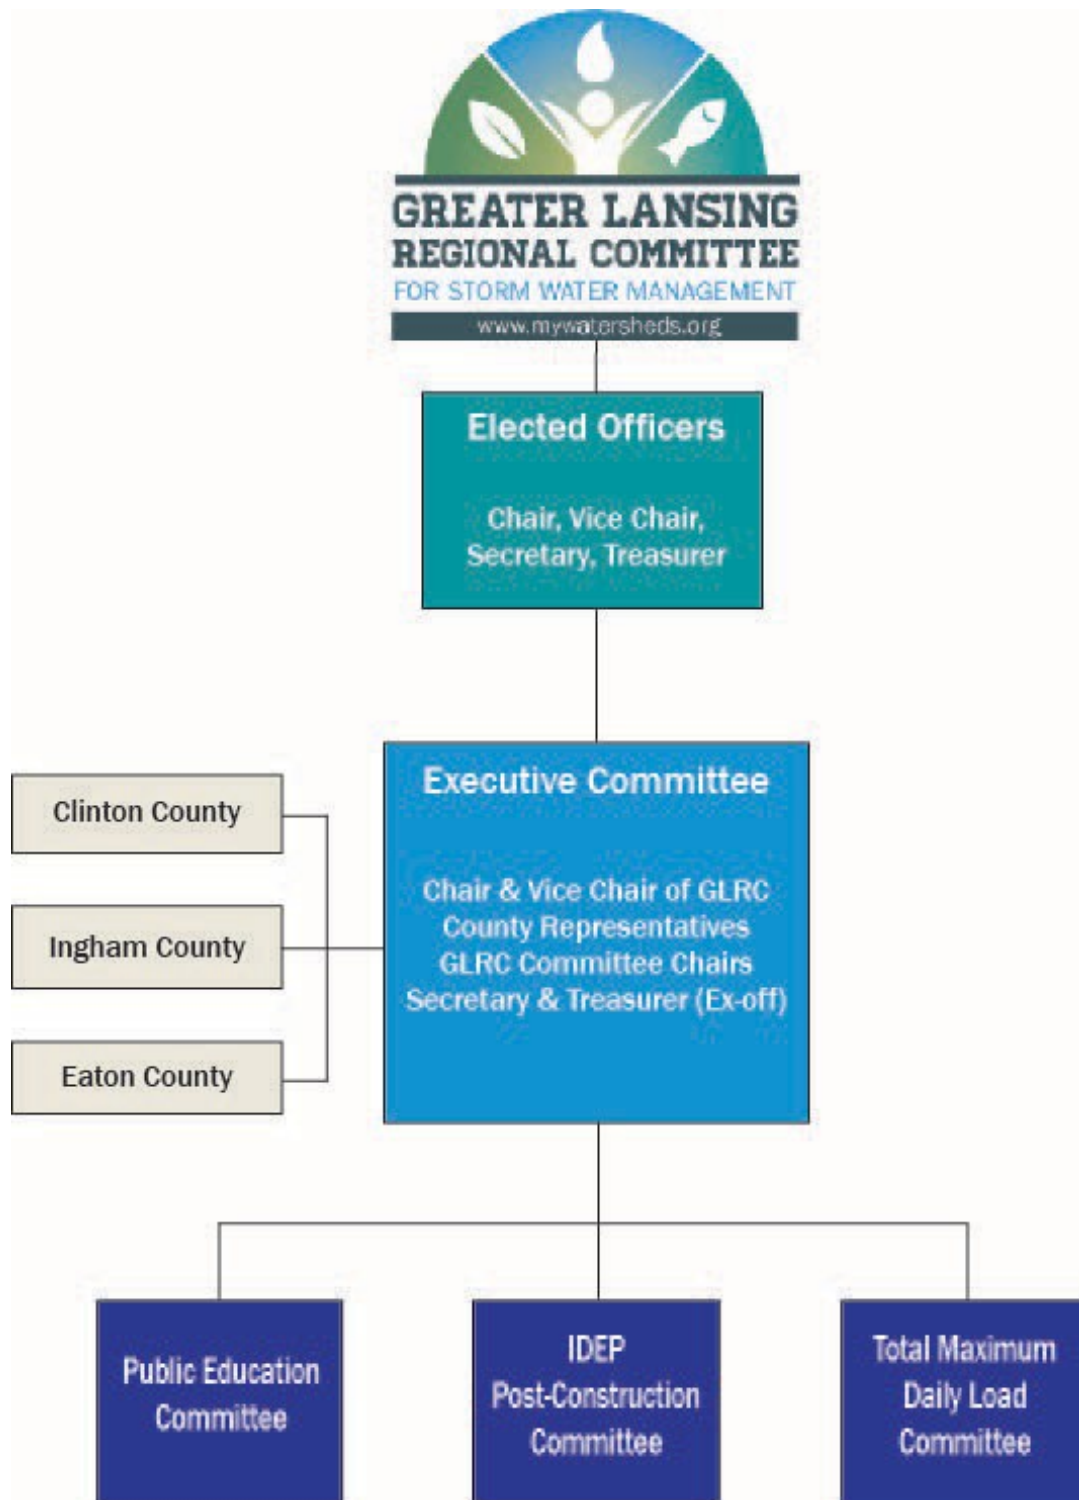 GREATER LANSING
REGIONAL COMMITTEE
FOR STORM WATER MANAGEMENT
www.mywatersheds.org
Elected Officers
Chair, Vice Chair,
Secretary, Treasurer
Executive Committee
Chair & Vice Chair of GLRC
County Representatives
GLRC Committee Chairs
Secretary & Treasurer (Ex-off)
Clinton County
Ingham County
Eaton County
Public Education
Committee
IDEP
Post-Construction
Committee
Total Maximum
Daily Load
Committee